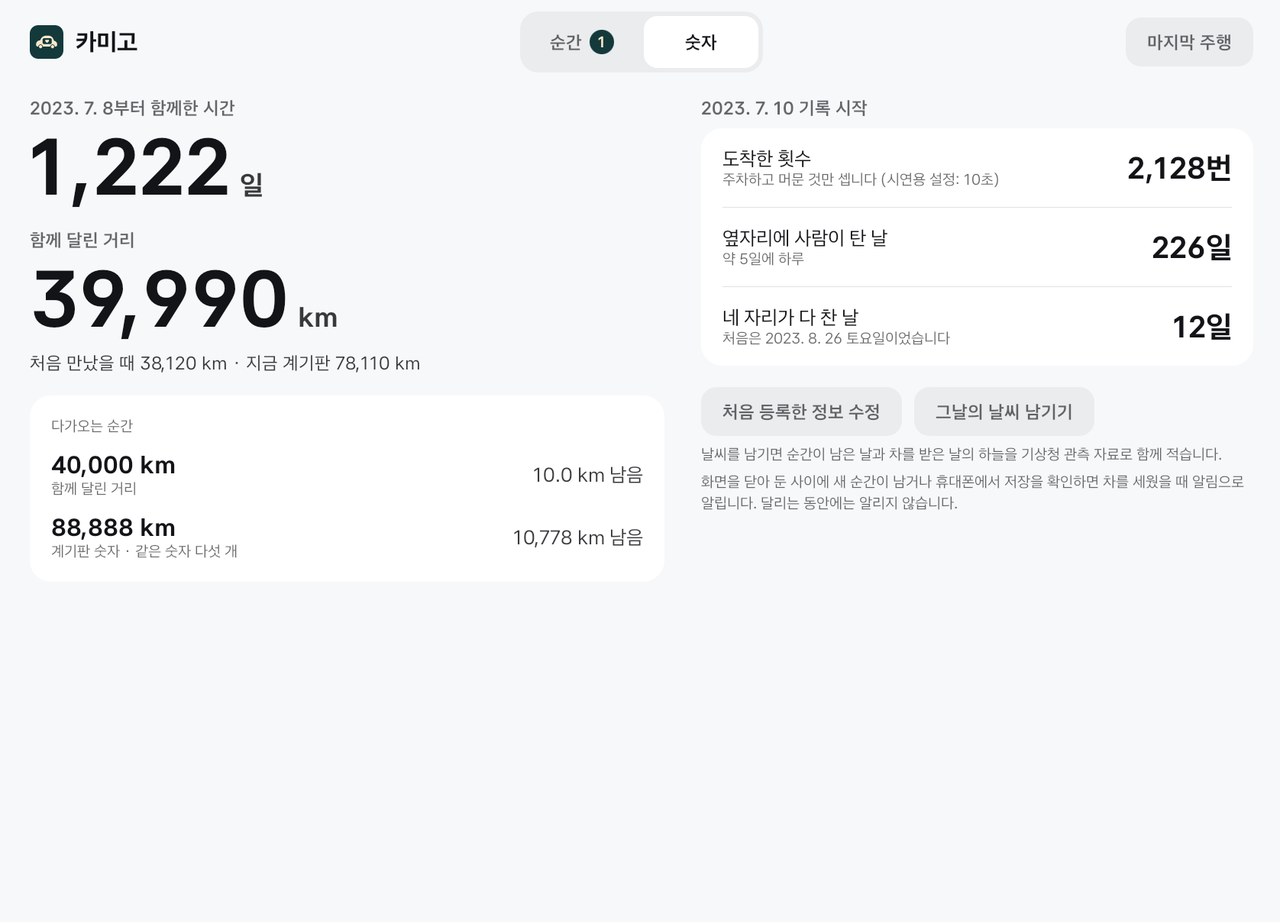 카미고
순간 1
숫자
마지막 주행
2023. 7. 8부터 함께한 시간
1,222 일
함께 달린 거리
39,990 km
처음 만났을 때 38,120 km · 지금 계기판 78,110 km
다가오는 순간
40,000 km
함께 달린 거리
10.0 km 남음
88,888 km
계기판 숫자 · 같은 숫자 다섯 개
10,778 km 남음
2023. 7. 10 기록 시작
도착한 횟수
주차하고 머문 것만 셉니다 (시연용 설정: 10초)
2,128번
옆자리에 사람이 탄 날
약 5일에 하루
226일
네 자리가 다 찬 날
처음은 2023. 8. 26 토요일이었습니다
12일
처음 등록한 정보 수정
그날의 날씨 남기기
날씨를 남기면 순간이 남은 날과 차를 받은 날의 하늘을 기상청 관측 자료로 함께 적습니다.
화면을 닫아 둔 사이에 새 순간이 남거나 휴대폰에서 저장을 확인하면 차를 세웠을 때 알림으로
알립니다. 달리는 동안에는 알리지 않습니다.